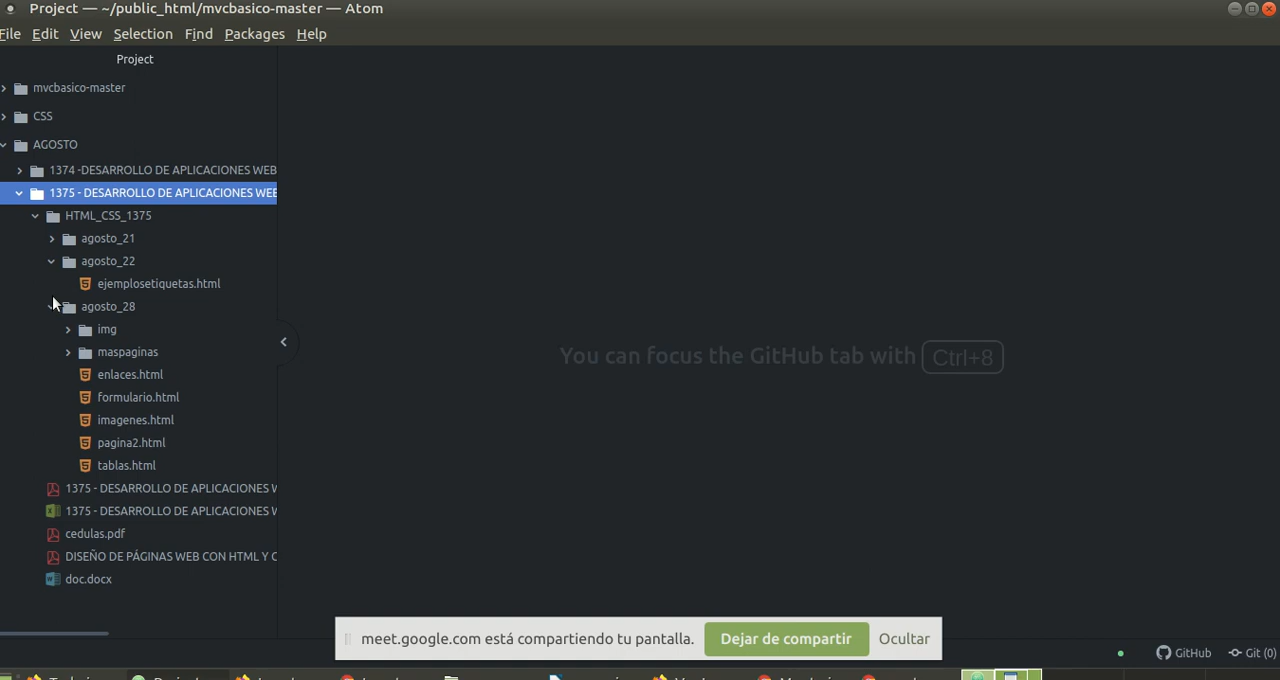 Project — ~/public_html/mvcbasico-master — Atom
File Edit View Selection Find Packages Help
Project
mvcbasico-master
CSS
AGOSTO
1374 -DESARROLLO DE APLICACIONES WEB
1375 - DESARROLLO DE APLICACIONES WEB
HTML_CSS_1375
agosto_21
agosto_22
ejemplosetiquetas.html
agosto_28
img
maspaginas
enlaces.html
formulario.html
imagenes.html
pagina2.html
tablas.html
1375 - DESARROLLO DE APLICACIONES W
1375 - DESARROLLO DE APLICACIONES W
cedulas.pdf
DISEÑO DE PÁGINAS WEB CON HTML Y C
doc.docx
You can focus the GitHub tab with Ctrl+8
meet.google.com está compartiendo tu pantalla. Dejar de compartir Ocultar
GitHub Git (0)